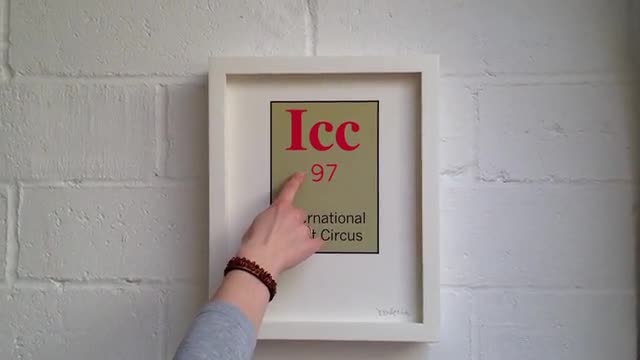 Icc
97
ernational
t Circus